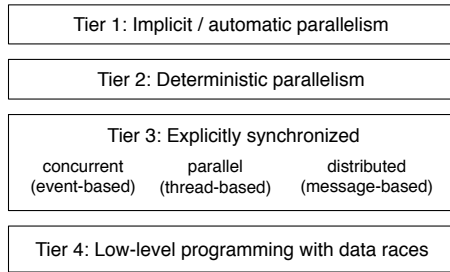 Tier 1: Implicit / automatic parallelism
Tier 2: Deterministic parallelism
Tier 3: Explicitly synchronized
concurrent parallel distributed
(event-based) (thread-based) (message-based)
Tier 4: Low-level programming with data races